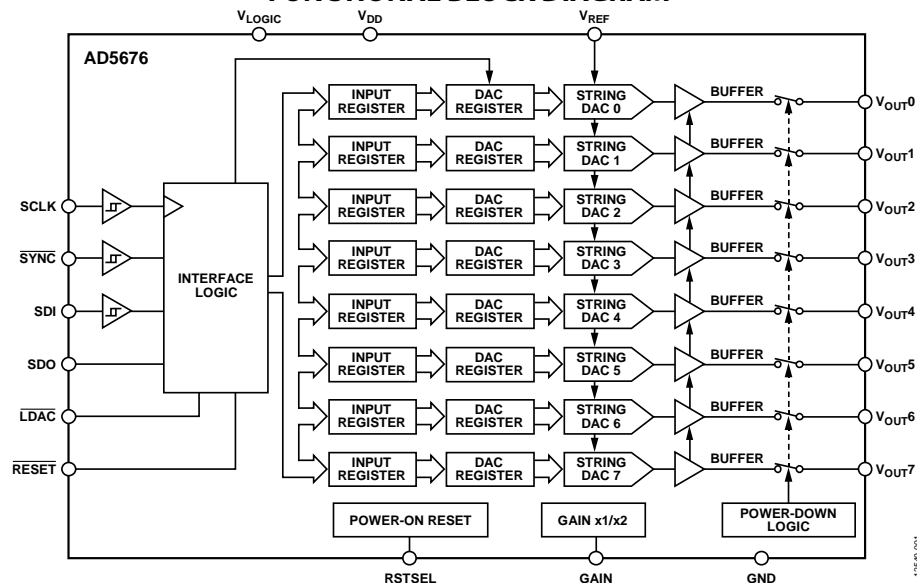 FUNCTIONAL BLOCK DIAGRAM
VLOGIC VDD VREF
AD5676
INPUT REGISTER DAC REGISTER STRING DAC 0 BUFFER VOUT0
INPUT REGISTER DAC REGISTER STRING DAC 1 BUFFER VOUT1
INPUT REGISTER DAC REGISTER STRING DAC 2 BUFFER VOUT2
SCLK
INPUT REGISTER DAC REGISTER STRING DAC 3 BUFFER VOUT3
SYNC
INTERFACE LOGIC
INPUT REGISTER DAC REGISTER STRING DAC 4 BUFFER VOUT4
SDI
INPUT REGISTER DAC REGISTER STRING DAC 5 BUFFER VOUT5
SDO
INPUT REGISTER DAC REGISTER STRING DAC 6 BUFFER VOUT6
LDAC
INPUT REGISTER DAC REGISTER STRING DAC 7 BUFFER VOUT7
RESET
POWER-ON RESET GAIN x1/x2 POWER-DOWN LOGIC
RSTSEL GAIN GND